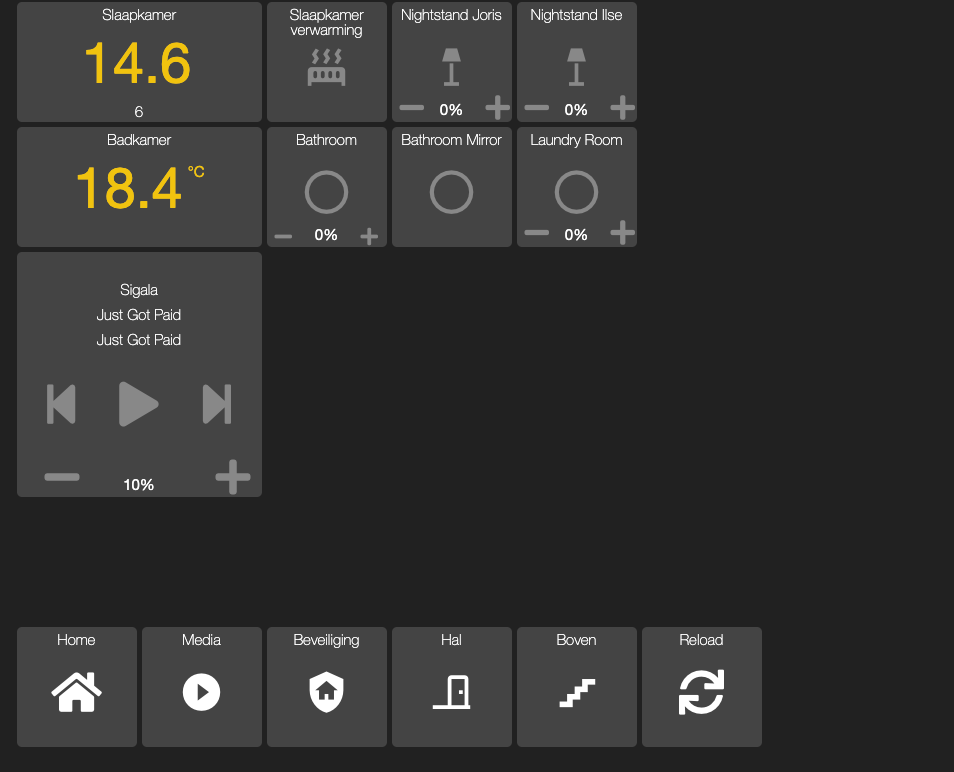 Slaapkamer
14.6
6
Slaapkamer
verwarming
Nightstand Joris
0%
Nightstand Ilse
0%
Badkamer
18.4 °C
Bathroom
0%
Bathroom Mirror
Laundry Room
0%
Sigala
Just Got Paid
Just Got Paid
10%
Home
Media
Beveiliging
Hal
Boven
Reload